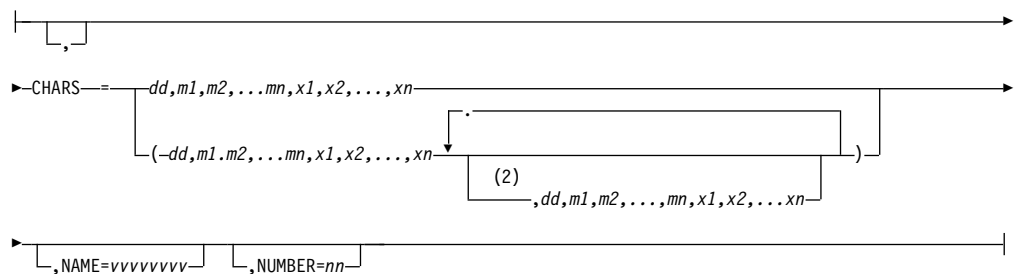 ,
CHARS = dd,m1,m2,...mn,x1,x2,...,xn
.
( dd,m1.m2,...mn,x1,x2,...,xn )
(2)
,dd,m1,m2,...,mn,x1,x2,...xn
,NAME=vvvvvvvv ,NUMBER=nn